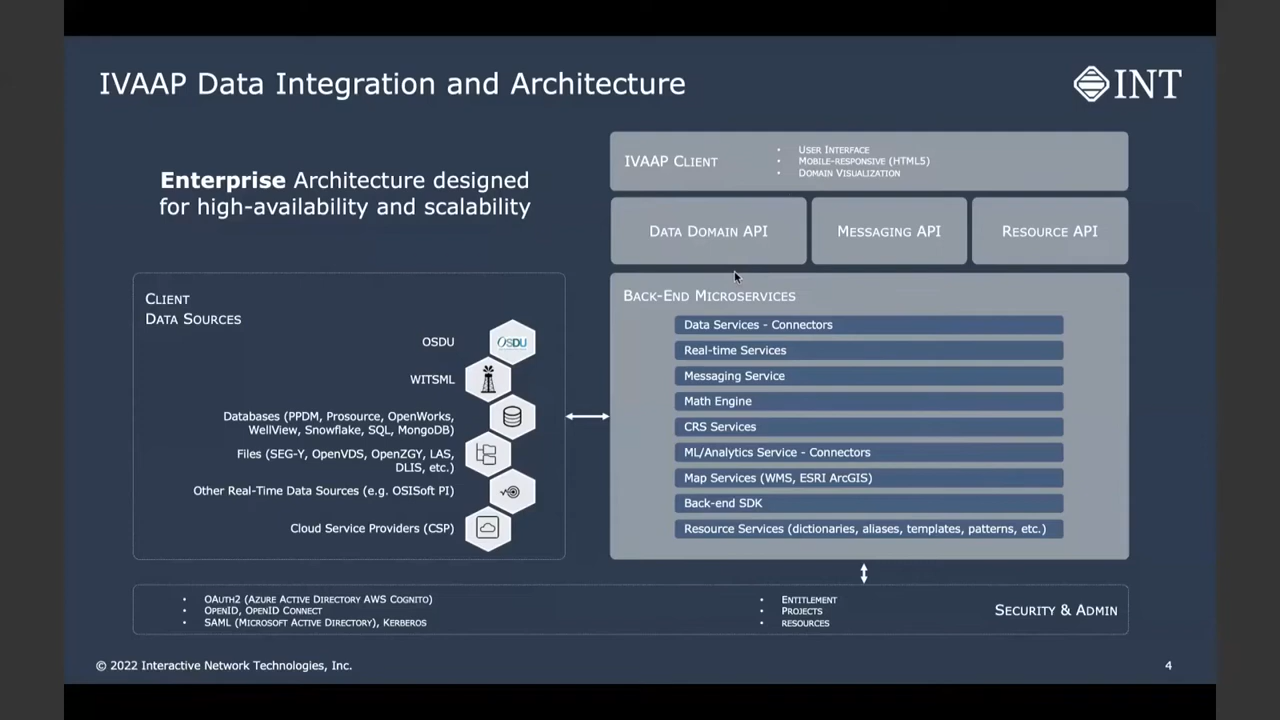 IVAAP Data Integration and Architecture
INT
Enterprise Architecture designed
for high-availability and scalability
IVAAP Client
• User Interface
• Mobile-responsive (HTML5)
• Domain Visualization
Data Domain API
Messaging API
Resource API
Client
Data Sources
OSDU
OSDU
WITSML
Databases (PPDM, Prosource, OpenWorks,
WellView, Snowflake, SQL, MongoDB)
Files (SEG-Y, OpenVDS, OpenZGY, LAS,
DLIS, etc.)
Other Real-Time Data Sources (e.g. OSISoft PI)
Cloud Service Providers (CSP)
Back-End Microservices
Data Services - Connectors
Real-time Services
Messaging Service
Math Engine
CRS Services
ML/Analytics Service - Connectors
Map Services (WMS, ESRI ArcGIS)
Back-end SDK
Resource Services (dictionaries, aliases, templates, patterns, etc.)
• OAuth2 (Azure Active Directory AWS Cognito)
• OpenID, OpenID Connect
• SAML (Microsoft Active Directory), Kerberos
• Entitlement
• Projects
• resources
Security & Admin
© 2022 Interactive Network Technologies, Inc.
4